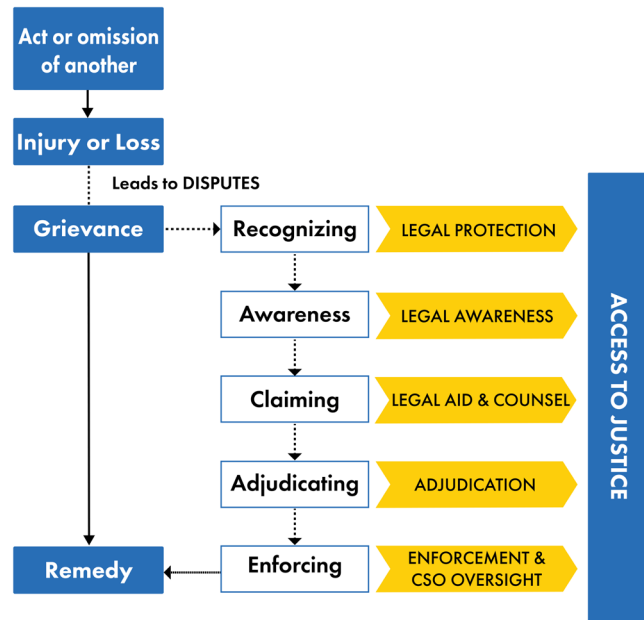 Act or omission
of another
Injury or Loss
Leads to DISPUTES
Grievance
Recognizing
LEGAL PROTECTION
Awareness
LEGAL AWARENESS
Claiming
LEGAL AID & COUNSEL
Adjudicating
ADJUDICATION
Remedy
Enforcing
ENFORCEMENT &
CSO OVERSIGHT
ACCESS TO JUSTICE